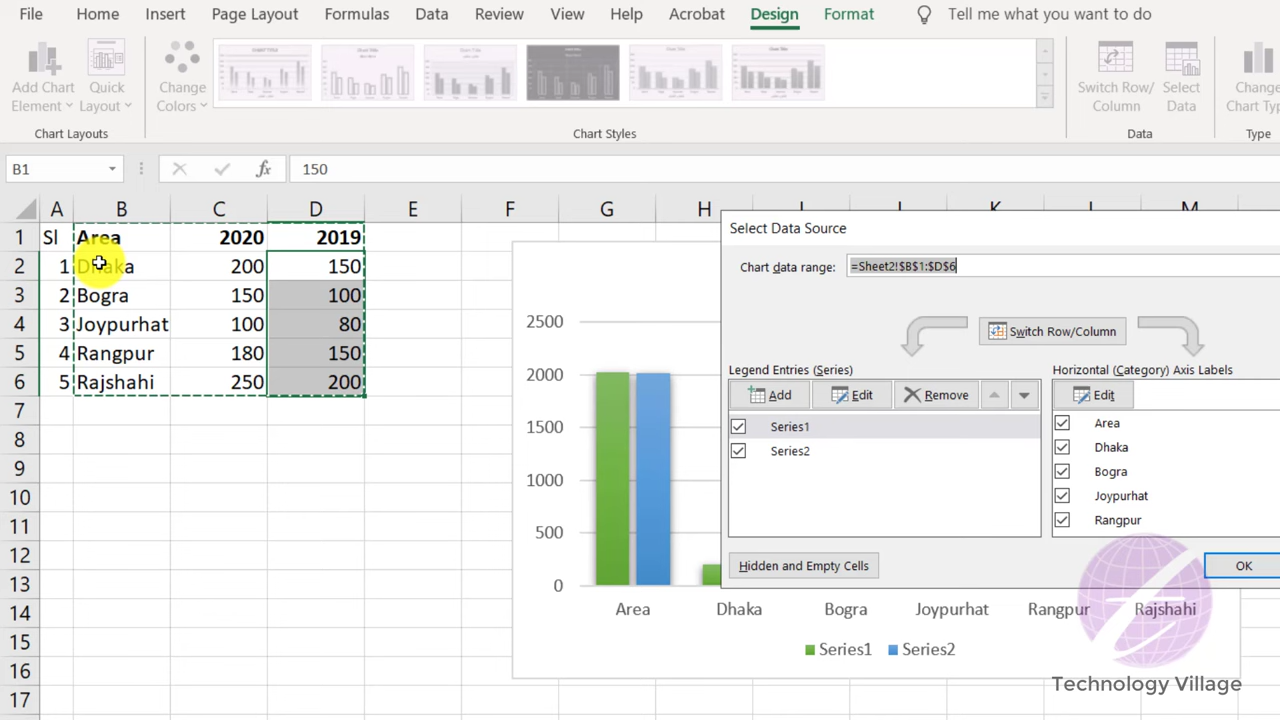 File Home Insert Page Layout Formulas Data Review View Help Acrobat Design Format Tell me what you want to do
Add Chart Element
Quick Layout
Change Colors
Switch Row/ Column
Select Data
Change Chart Type
Chart Layouts Chart Styles Data Type
B1 fx 150
A B C D E F G H I J K L M
1 Sl Area 2020 2019
2 1 Dhaka 200 150
3 2 Bogra 150 100
4 3 Joypurhat 100 80
5 4 Rangpur 180 150
6 5 Rajshahi 250 200
7
8
9
10
11
12
13
14
15
16
17
Select Data Source
Chart data range: =Sheet2!$B$1:$D$6
Switch Row/Column
Legend Entries (Series) Horizontal (Category) Axis Labels
Add Edit Remove Edit
Series1
Series2
Area
Dhaka
Bogra
Joypurhat
Rangpur
Hidden and Empty Cells OK
2500
2000
1500
1000
500
0
Area Dhaka Bogra Joypurhat Rangpur Rajshahi
Series1 Series2
Technology Village